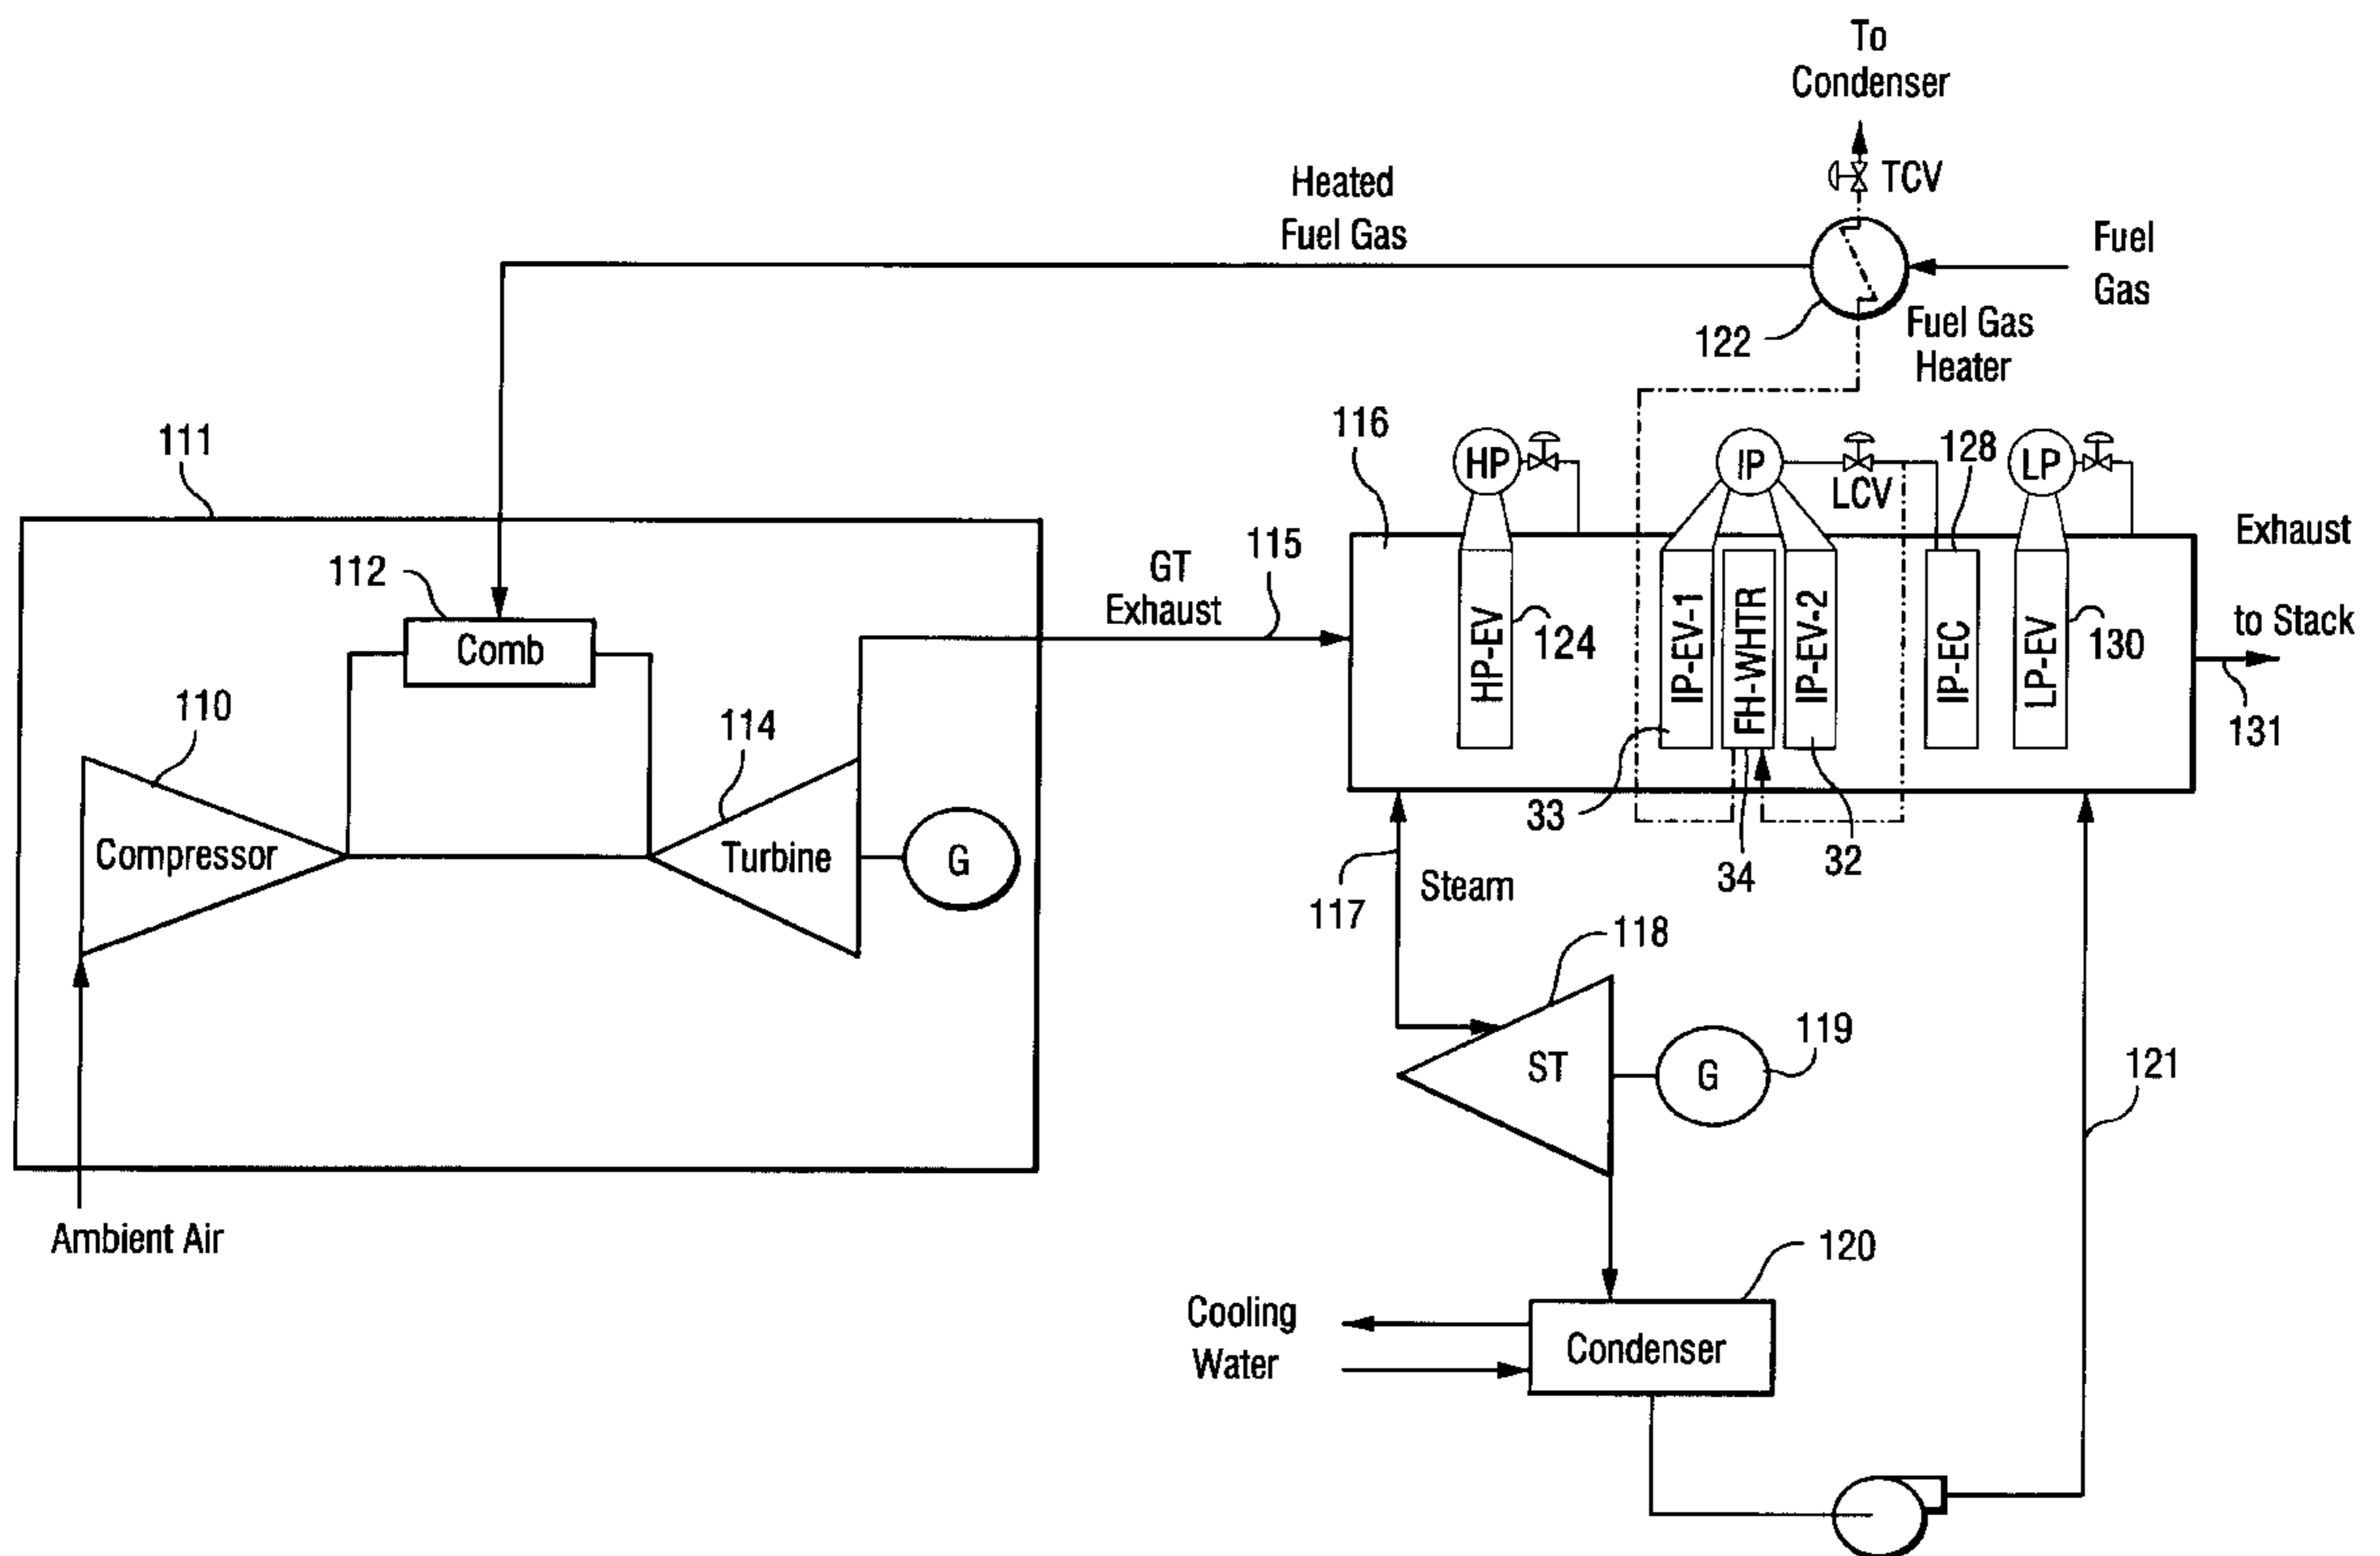 To
Condenser
TCV
Heated
Fuel Gas
Fuel
Gas
122
Fuel Gas
Heater
111
116
HP
IP
LCV
128
LP
Exhaust
to Stack
131
112
Comb
GT
Exhaust
115
HP-EV
124
IP-EV-1
FH-WHTR
IP-EV-2
IP-EC
LP-EV
130
110
114
Compressor
Turbine
G
33
34
32
117
Steam
118
ST
G
119
121
Ambient Air
120
Cooling
Water
Condenser